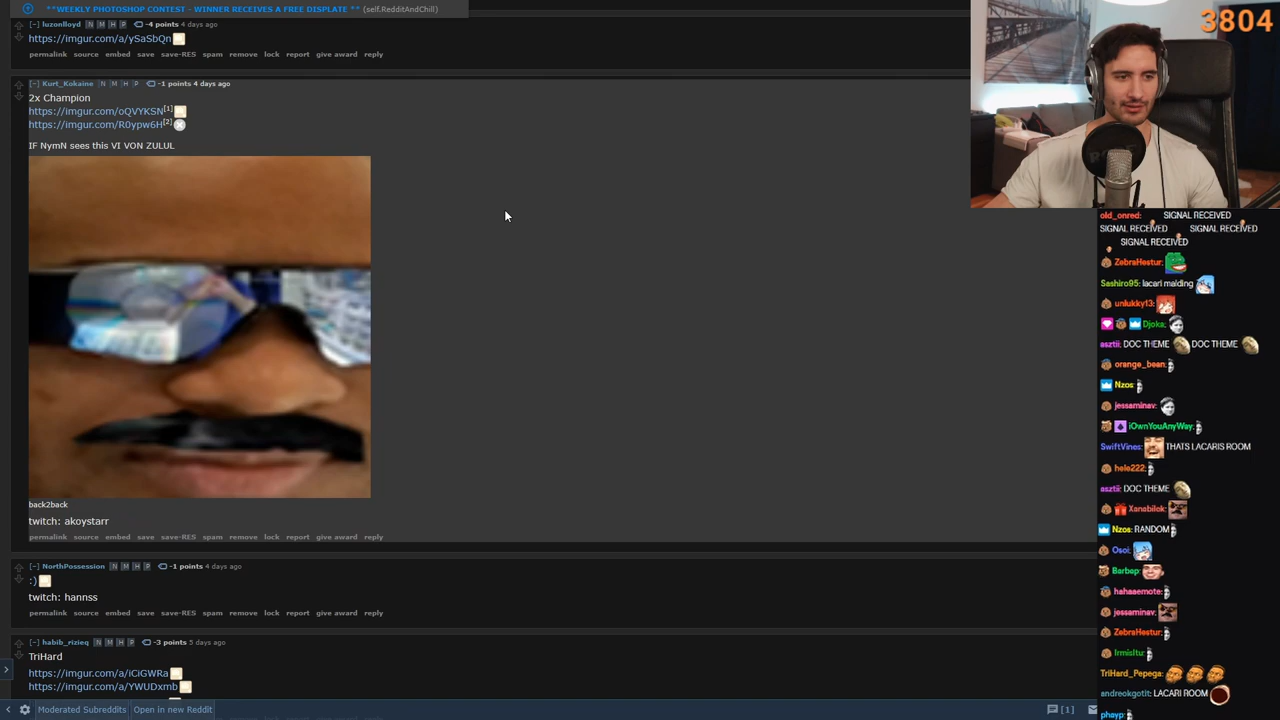 **WEEKLY PHOTOSHOP CONTEST - WINNER RECEIVES A FREE DISPLATE ** (self.RedditAndChill)
[-] luzonlloyd N M H P -4 points 4 days ago
https://imgur.com/a/ySaSbQn
permalink source embed save save-RES spam remove lock report give award reply
[-] Kurt_Kokaine N M H P -1 points 4 days ago
2x Champion
https://imgur.com/oQVYKSN[1]
https://imgur.com/R0ypw6H[2]
IF NymN sees this VI VON ZULUL
back2back
twitch: akoystarr
permalink source embed save save-RES spam remove lock report give award reply
[-] NorthPossession N M H P -1 points 4 days ago
:)
twitch: hannss
permalink source embed save save-RES spam remove lock report give award reply
[-] habib_rizieq N M H P -3 points 5 days ago
TriHard
https://imgur.com/a/iCiGWRa
https://imgur.com/a/YWUDxmb
Moderated Subreddits Open in new Reddit
[1]
3804
old_onred: SIGNAL RECEIVED
SIGNAL RECEIVED SIGNAL RECEIVED
SIGNAL RECEIVED
ZebraHestur:
Sashiro95: lacari malding
unlukky13:
Djoka:
asztii: DOC THEME DOC THEME
orange_bean:
Nzos:
jessaminav:
iOwnYouAnyWay:
SwiftVines: THATS LACARIS ROOM
hele222:
asztii: DOC THEME
Xanabilek:
Nzos: RANDOM
Osoi:
Barbap:
hahaaemote:
jessaminav:
ZebraHestur:
IrmisItu:
TriHard_Pepega:
andreokgotit: LACARI ROOM
phayp: